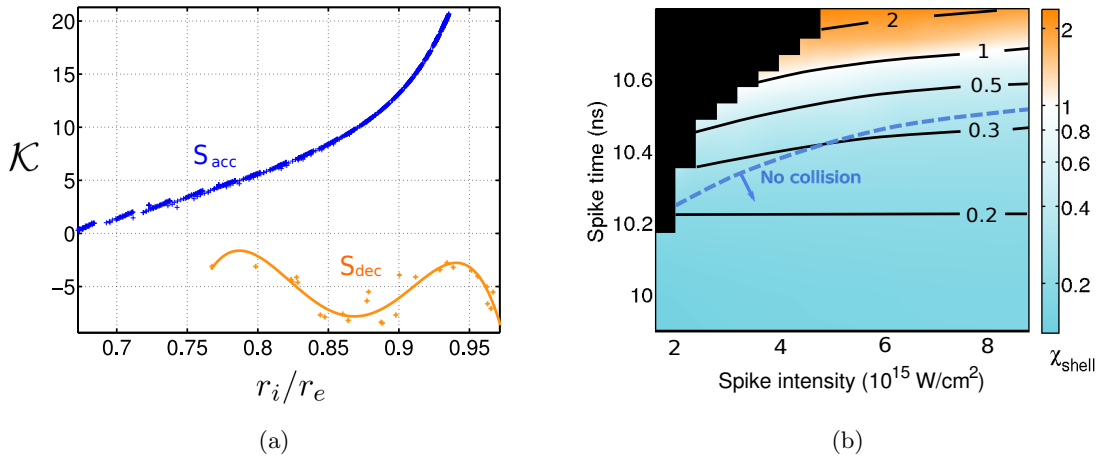 20
15
10
5
0
−5
𝒦
S acc
S dec
0.7 0.75 0.8 0.85 0.9 0.95
r_i/r_e
(a)
2
1
0.5
0.3
0.2
No collision
10.6
10.4
10.2
10
Spike time (ns)
2 4 6 8
Spike intensity (10^15 W/cm^2)
2
1
0.8
0.6
0.4
0.2
χ_shell
(b)